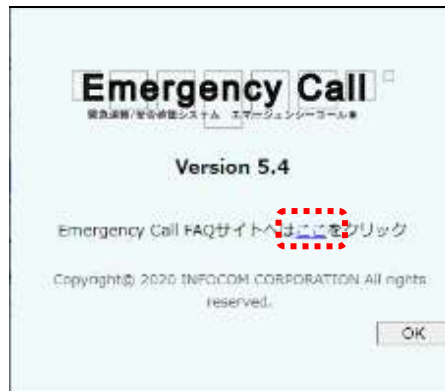 Emergency Call
緊急連絡/安否確認システム エマージェンシーコール®
Version 5.4
Emergency Call FAQサイトへはここをクリック
Copyright© 2020 INFOCOM CORPORATION All rights
reserved.
OK